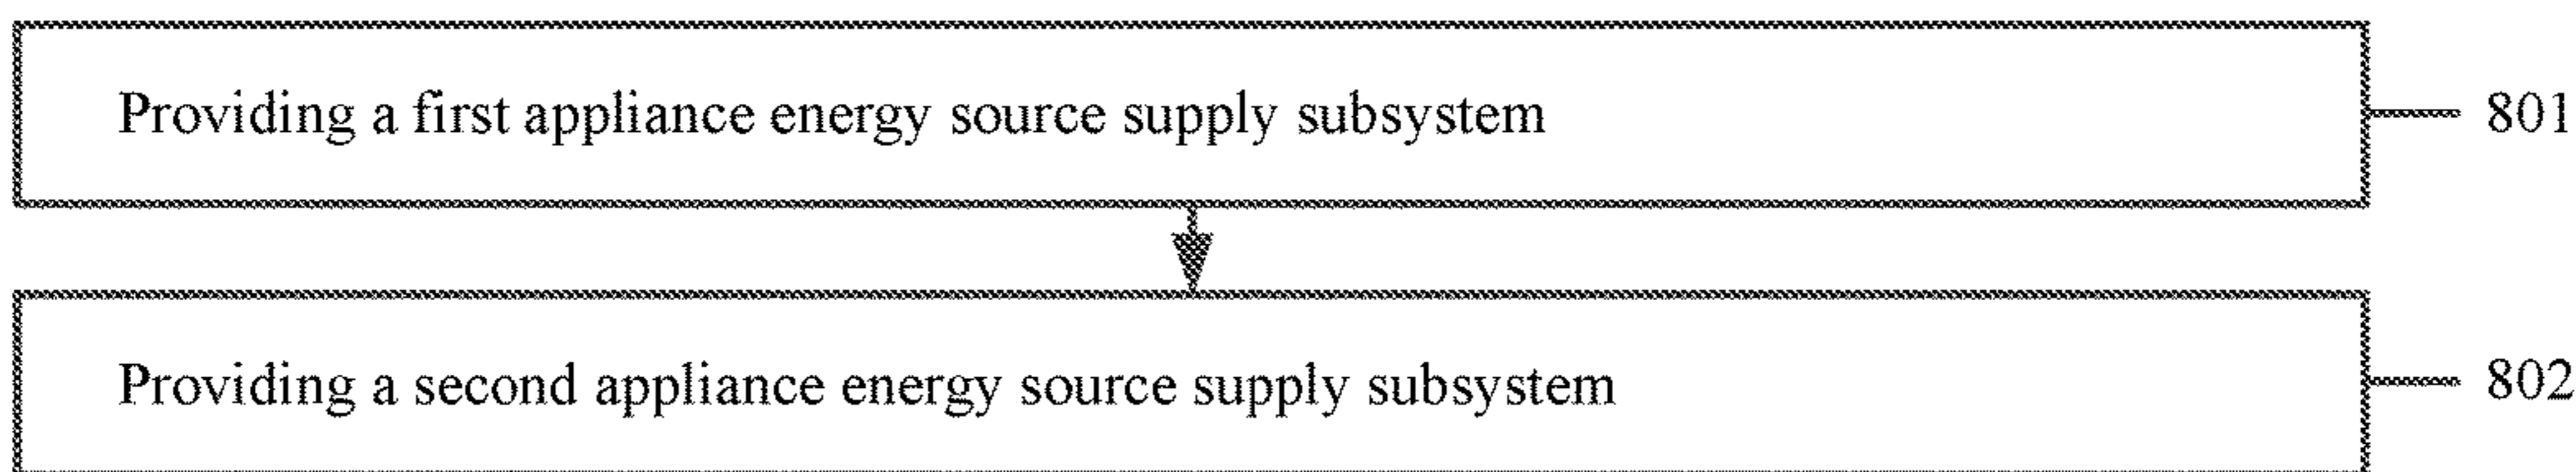 Providing a first appliance energy source supply subsystem 801
Providing a second appliance energy source supply subsystem 802